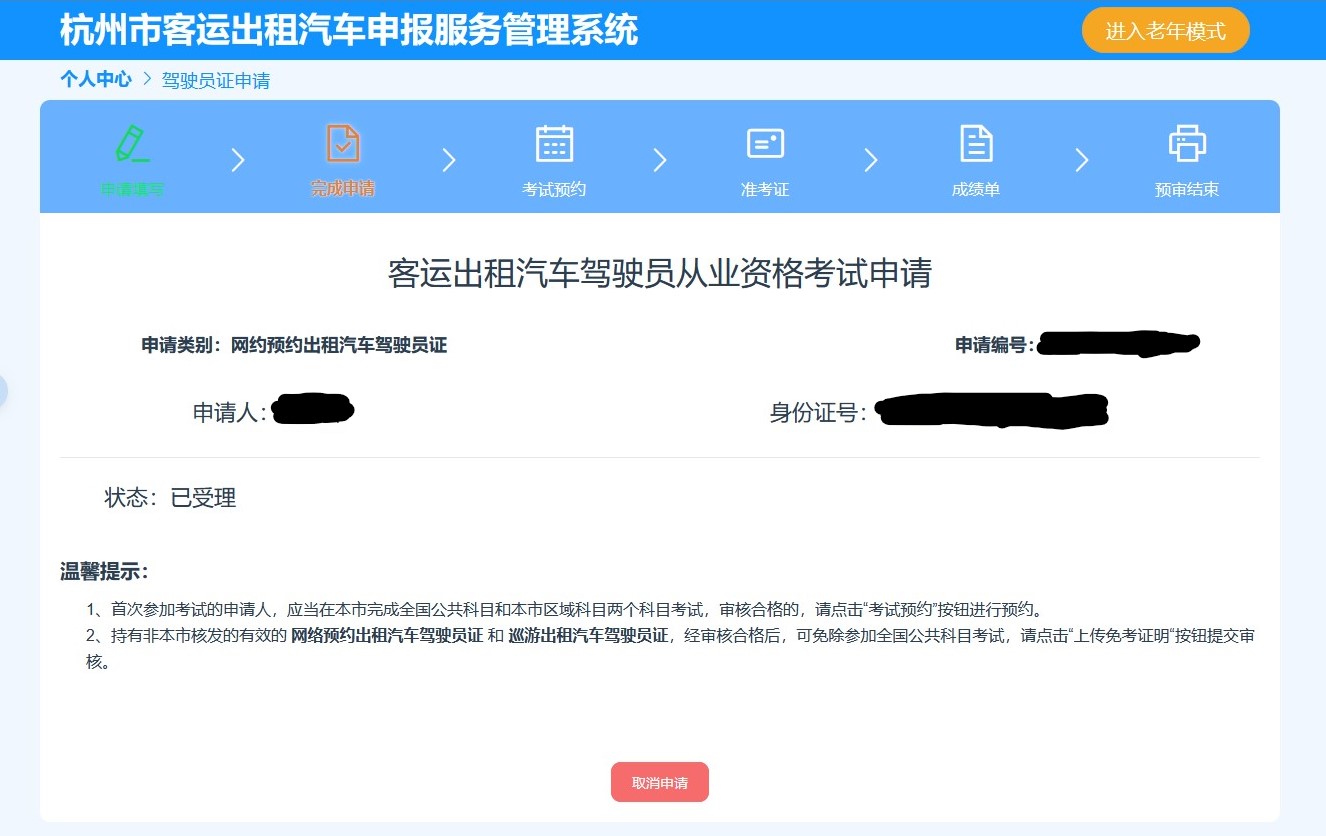 杭州市客运出租汽车申报服务管理系统
进入老年模式
个人中心 > 驾驶员证申请
申请填写
完成申请
考试预约
准考证
成绩单
预审结束
客运出租汽车驾驶员从业资格考试申请
申请类别：网约预约出租汽车驾驶员证
申请编号：
申请人：
身份证号：
状态：已受理
温馨提示：
1、首次参加考试的申请人，应当在本市完成全国公共科目和本市区域科目两个科目考试，审核合格的，请点击“考试预约”按钮进行预约。
2、持有非本市核发的有效的 网络预约出租汽车驾驶员证 和 巡游出租汽车驾驶员证，经审核合格后，可免除参加全国公共科目考试，请点击“上传免考证明“按钮提交审
核。
取消申请